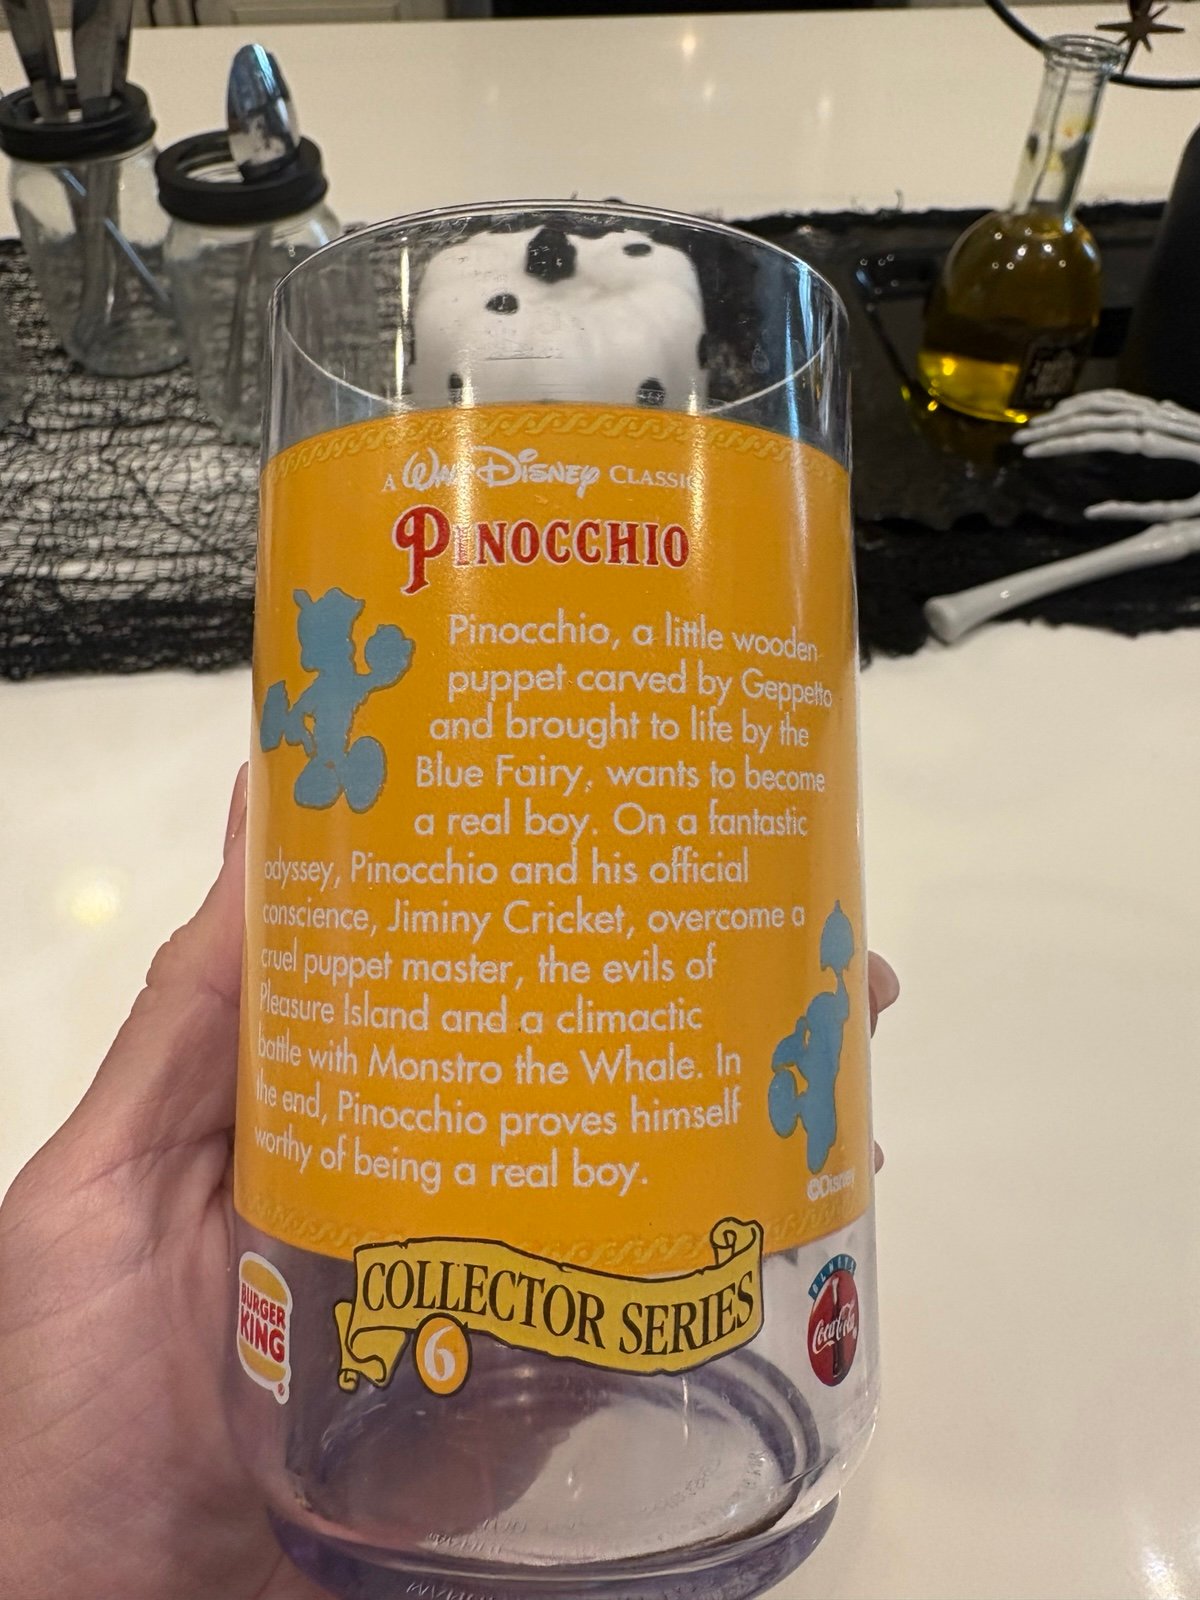 A Walt Disney Classic
Pinocchio
Pinocchio, a little wooden
puppet carved by Geppetto
and brought to life by the
Blue Fairy, wants to become
a real boy. On a fantastic
odyssey, Pinocchio and his official
conscience, Jiminy Cricket, overcome a
cruel puppet master, the evils of
Pleasure Island and a climactic
battle with Monstro the Whale. In
the end, Pinocchio proves himself
worthy of being a real boy.
©Disney
COLLECTOR SERIES
6
BURGER
KING
®
ALWAYS
Coca-Cola